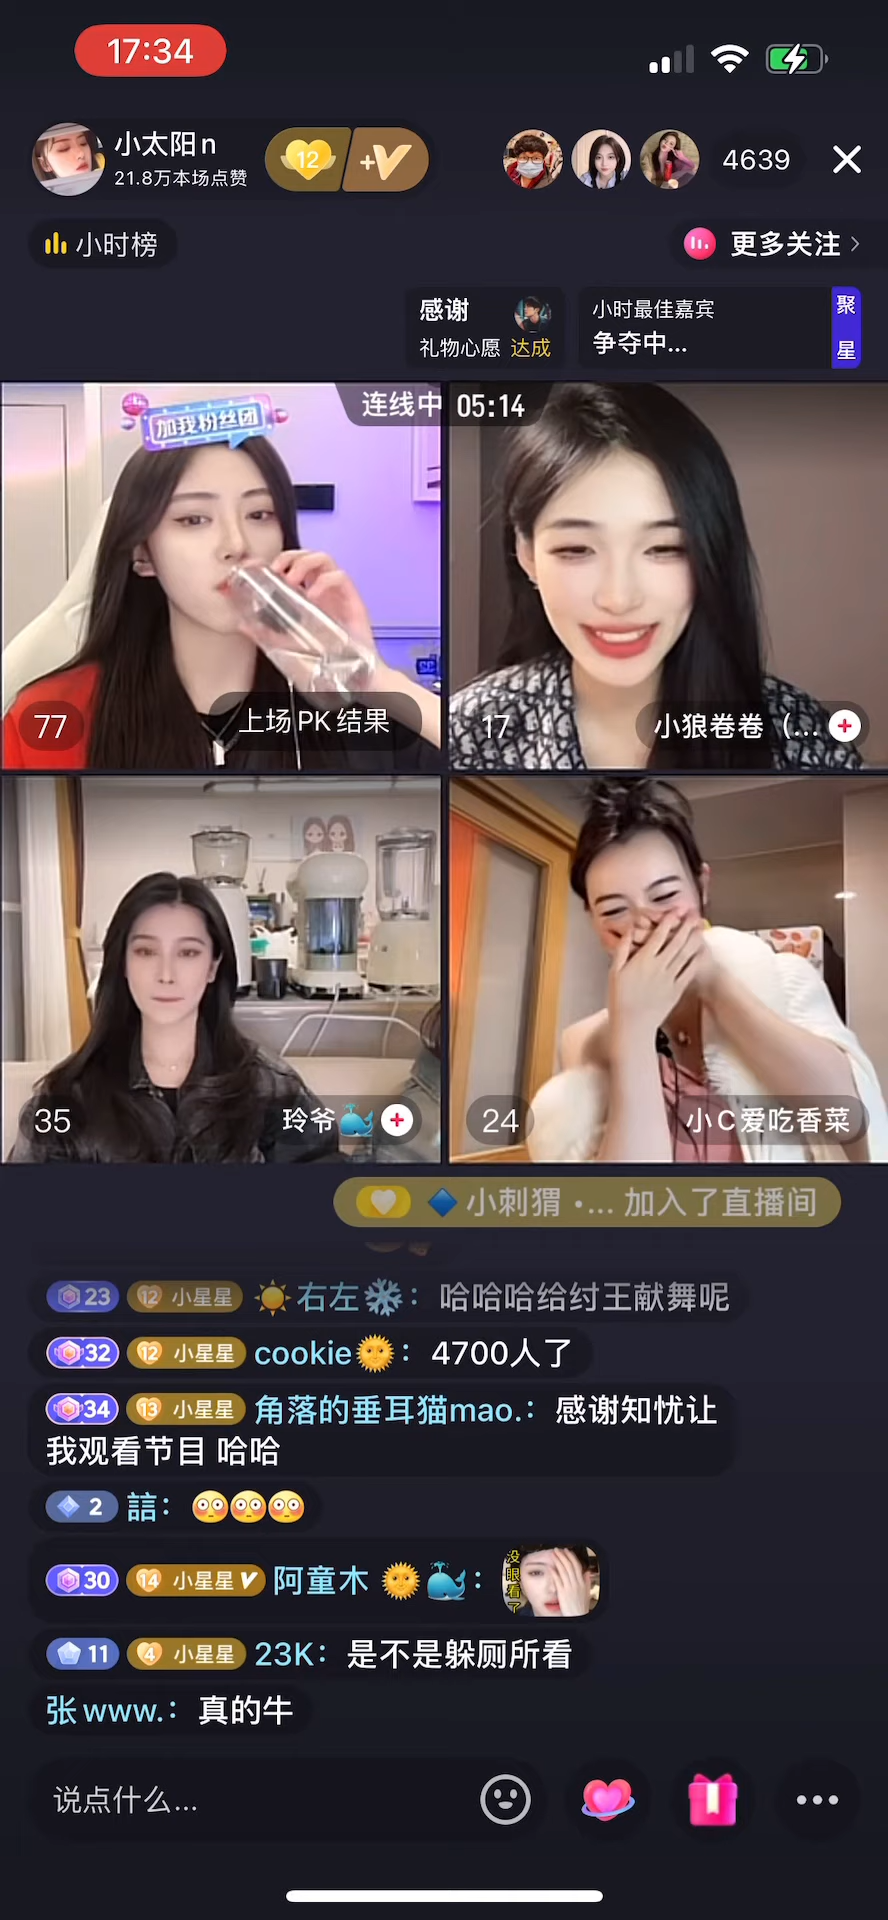 17:34
小太阳n
21.8万本场点赞
12
+V
4639
小时榜
更多关注
感谢
礼物心愿 达成
小时最佳嘉宾
争夺中...
聚星
加我粉丝团
连线中 05:14
77
上场PK结果
17
小狼卷卷（...
35
玲爷
24
小C爱吃香菜
小刺猬·... 加入了直播间
23 12 小星星 右左：哈哈哈给纣王献舞呢
32 12 小星星 cookie：4700人了
34 13 小星星 角落的垂耳猫mao.：感谢知忧让
我观看节目 哈哈
2 誩：
30 14 小星星V 阿童木：
没眼看了
11 4 小星星 23K：是不是躲厕所看
张www.：真的牛
说点什么...